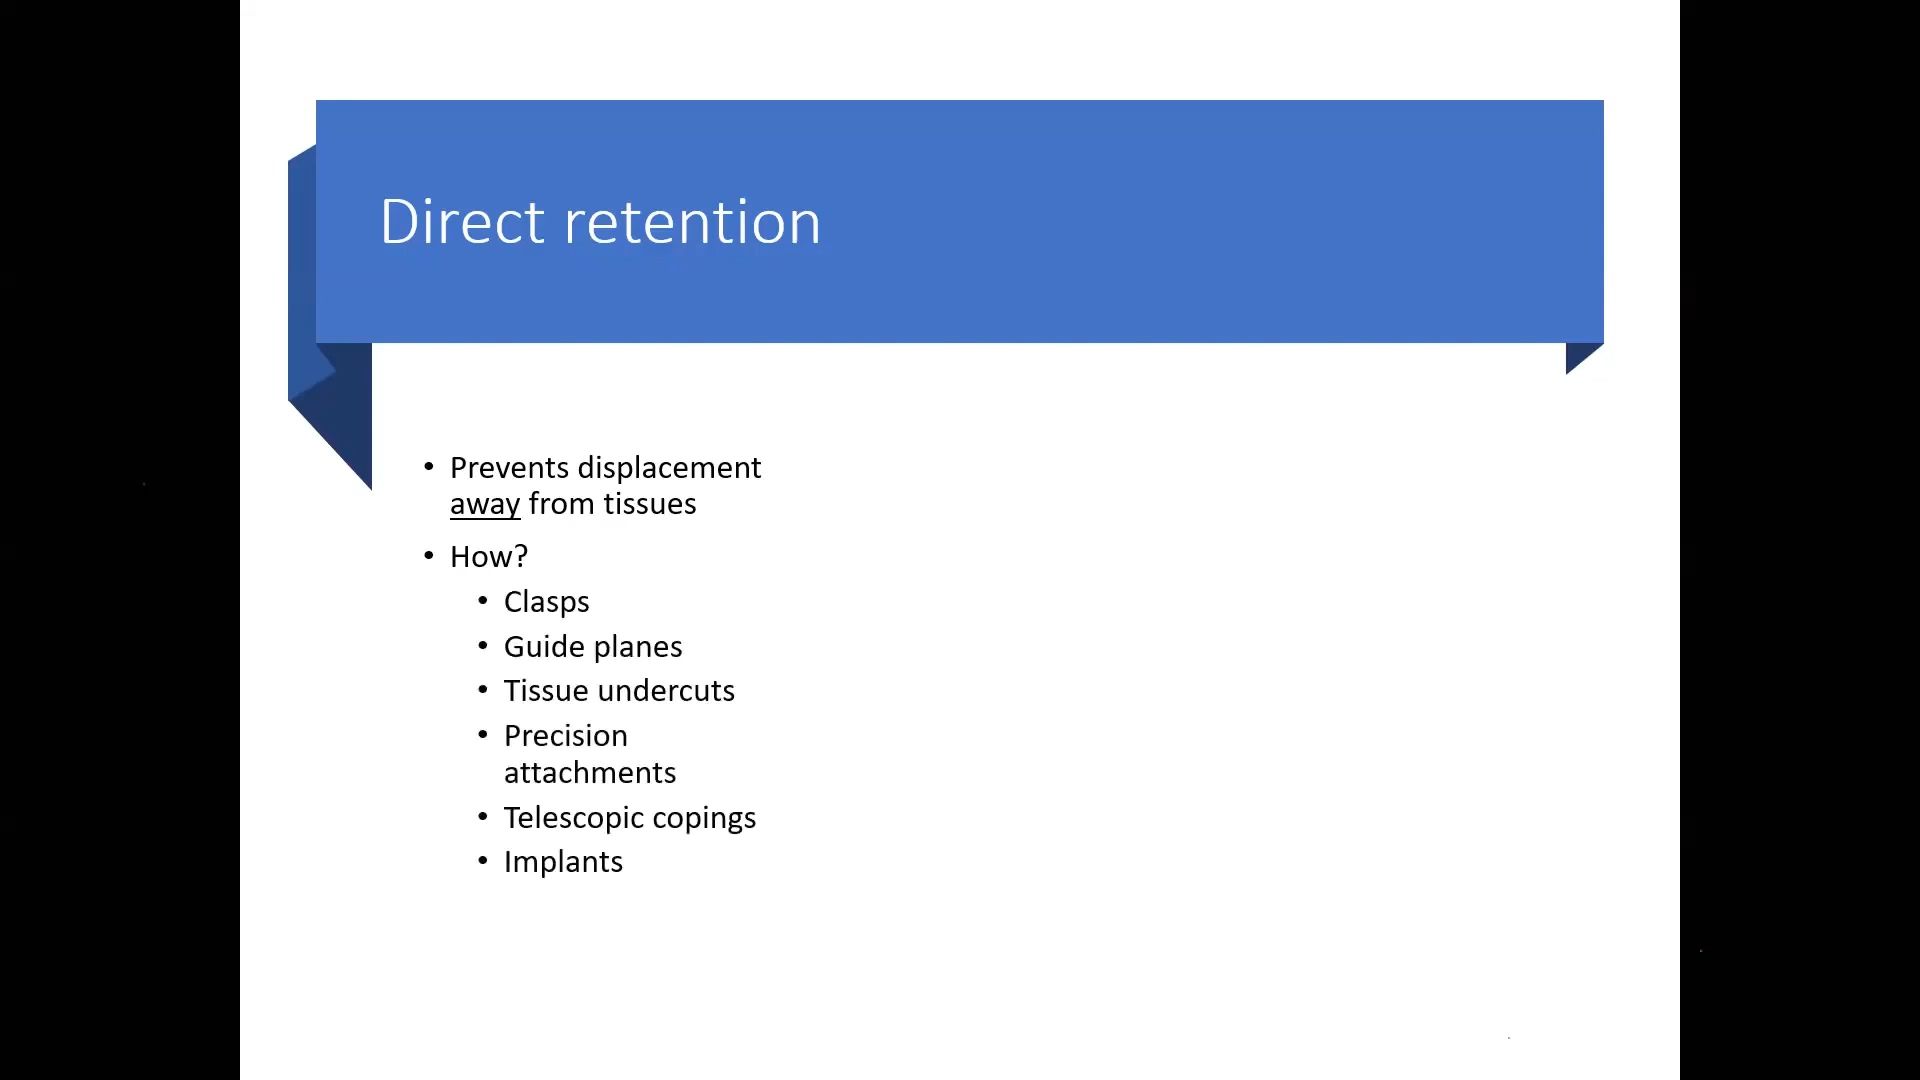 Direct retention
• Prevents displacement
away from tissues
• How?
• Clasps
• Guide planes
• Tissue undercuts
• Precision
attachments
• Telescopic copings
• Implants